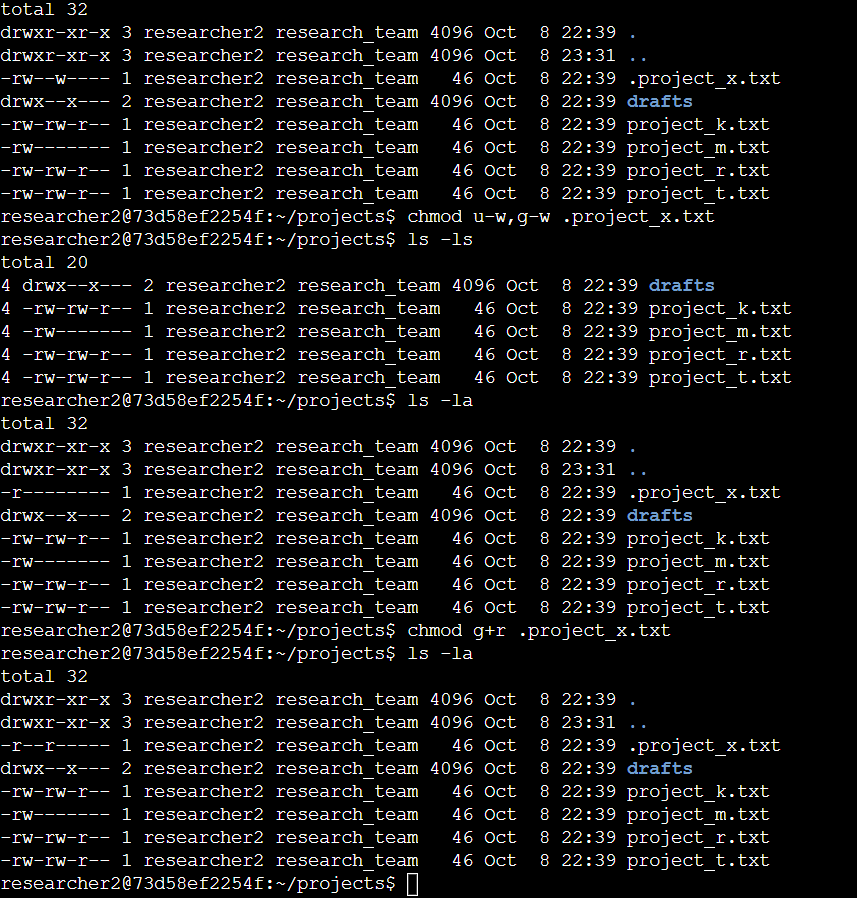 total 32
drwxr-xr-x 3 researcher2 research_team 4096 Oct  8 22:39 .
drwxr-xr-x 3 researcher2 research_team 4096 Oct  8 23:31 ..
-rw--w---- 1 researcher2 research_team   46 Oct  8 22:39 .project_x.txt
drwx--x--- 2 researcher2 research_team 4096 Oct  8 22:39 drafts
-rw-rw-r-- 1 researcher2 research_team   46 Oct  8 22:39 project_k.txt
-rw------- 1 researcher2 research_team   46 Oct  8 22:39 project_m.txt
-rw-rw-r-- 1 researcher2 research_team   46 Oct  8 22:39 project_r.txt
-rw-rw-r-- 1 researcher2 research_team   46 Oct  8 22:39 project_t.txt
researcher2@73d58ef2254f:~/projects$ chmod u-w,g-w .project_x.txt
researcher2@73d58ef2254f:~/projects$ ls -ls
total 20
4 drwx--x--- 2 researcher2 research_team 4096 Oct  8 22:39 drafts
4 -rw-rw-r-- 1 researcher2 research_team   46 Oct  8 22:39 project_k.txt
4 -rw------- 1 researcher2 research_team   46 Oct  8 22:39 project_m.txt
4 -rw-rw-r-- 1 researcher2 research_team   46 Oct  8 22:39 project_r.txt
4 -rw-rw-r-- 1 researcher2 research_team   46 Oct  8 22:39 project_t.txt
researcher2@73d58ef2254f:~/projects$ ls -la
total 32
drwxr-xr-x 3 researcher2 research_team 4096 Oct  8 22:39 .
drwxr-xr-x 3 researcher2 research_team 4096 Oct  8 23:31 ..
-r-------- 1 researcher2 research_team   46 Oct  8 22:39 .project_x.txt
drwx--x--- 2 researcher2 research_team 4096 Oct  8 22:39 drafts
-rw-rw-r-- 1 researcher2 research_team   46 Oct  8 22:39 project_k.txt
-rw------- 1 researcher2 research_team   46 Oct  8 22:39 project_m.txt
-rw-rw-r-- 1 researcher2 research_team   46 Oct  8 22:39 project_r.txt
-rw-rw-r-- 1 researcher2 research_team   46 Oct  8 22:39 project_t.txt
researcher2@73d58ef2254f:~/projects$ chmod g+r .project_x.txt
researcher2@73d58ef2254f:~/projects$ ls -la
total 32
drwxr-xr-x 3 researcher2 research_team 4096 Oct  8 22:39 .
drwxr-xr-x 3 researcher2 research_team 4096 Oct  8 23:31 ..
-r--r----- 1 researcher2 research_team   46 Oct  8 22:39 .project_x.txt
drwx--x--- 2 researcher2 research_team 4096 Oct  8 22:39 drafts
-rw-rw-r-- 1 researcher2 research_team   46 Oct  8 22:39 project_k.txt
-rw------- 1 researcher2 research_team   46 Oct  8 22:39 project_m.txt
-rw-rw-r-- 1 researcher2 research_team   46 Oct  8 22:39 project_r.txt
-rw-rw-r-- 1 researcher2 research_team   46 Oct  8 22:39 project_t.txt
researcher2@73d58ef2254f:~/projects$